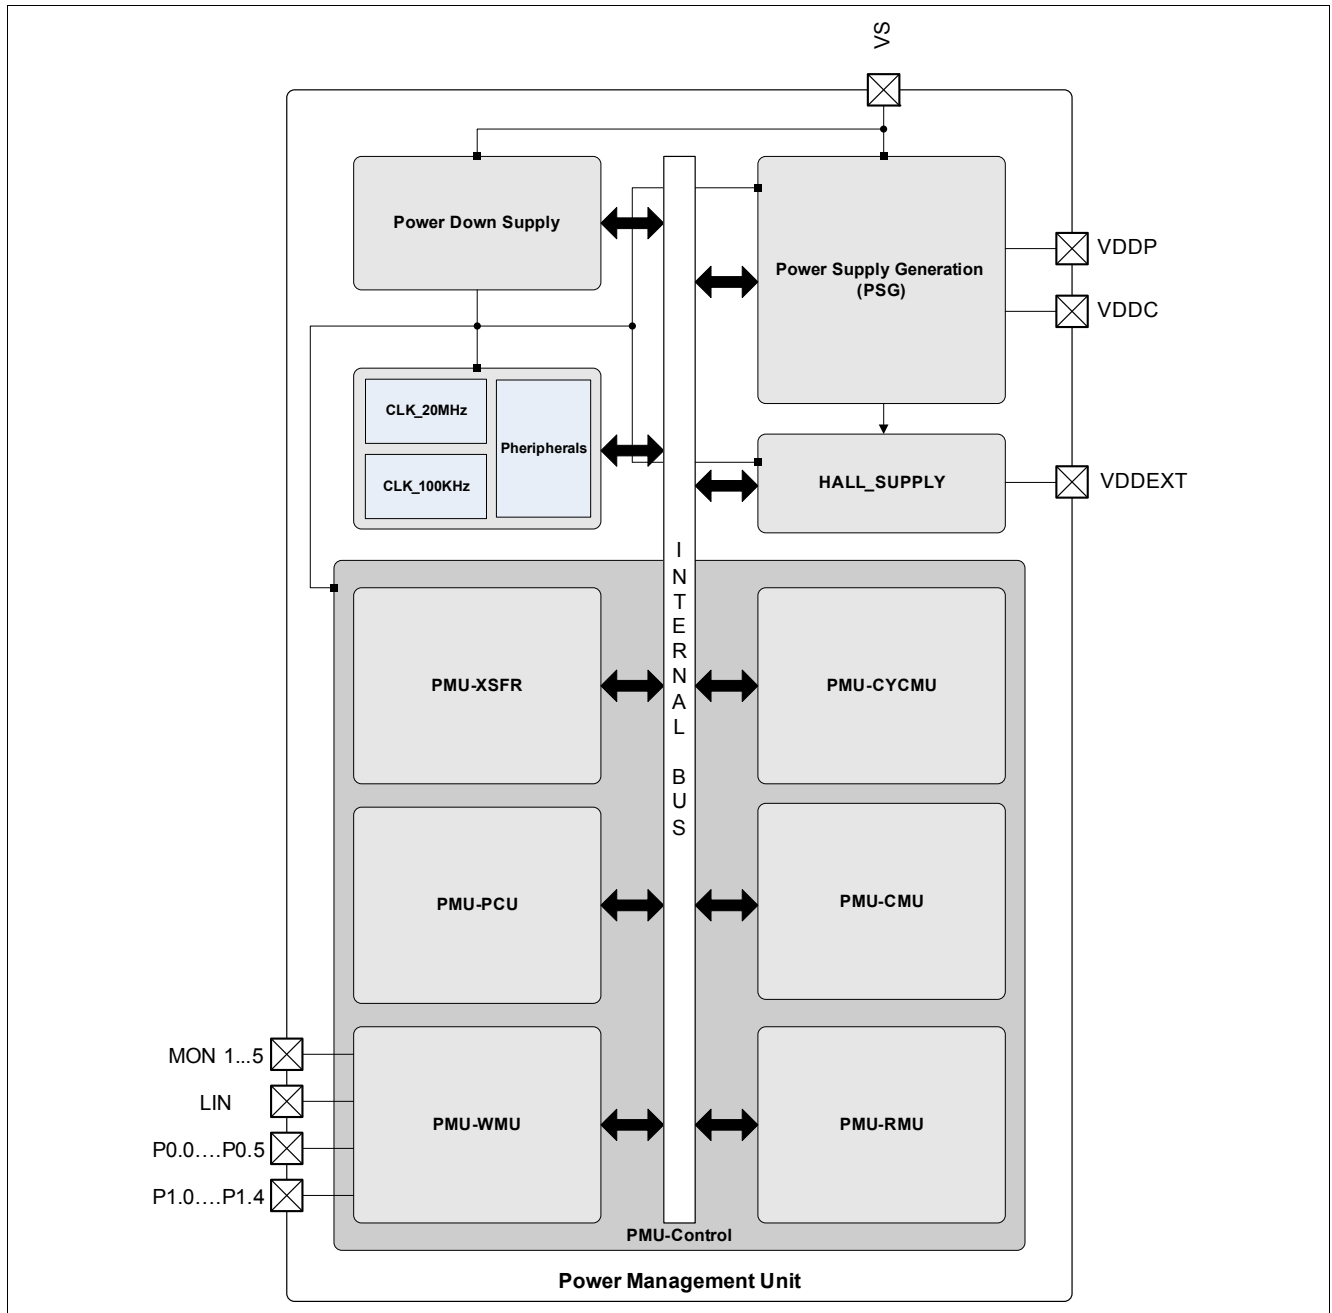 VS
Power Down Supply
Power Supply Generation
(PSG)
VDDP
VDDC
CLK_20MHz
CLK_100KHz
Pheripherals
HALL_SUPPLY
VDDEXT
INTERNAL BUS
PMU-XSFR
PMU-CYCMU
PMU-PCU
PMU-CMU
MON 1...5
LIN
P0.0....P0.5
P1.0....P1.4
PMU-WMU
PMU-RMU
PMU-Control
Power Management Unit